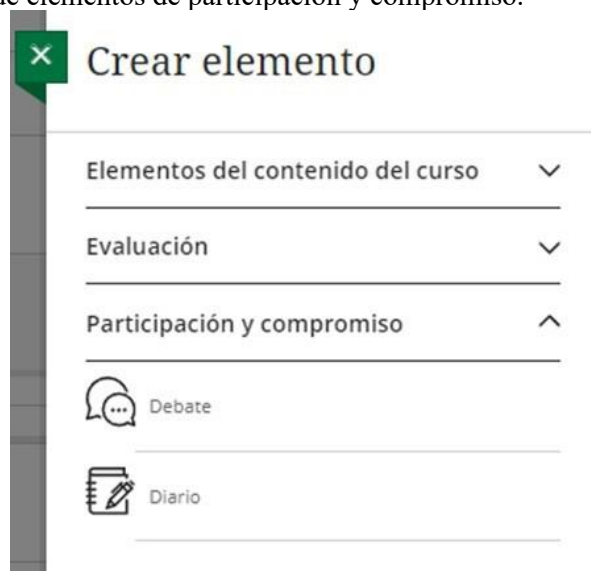 de elementos de participación y compromiso.
Crear elemento
Elementos del contenido del curso
Evaluación
Participación y compromiso
Debate
Diario